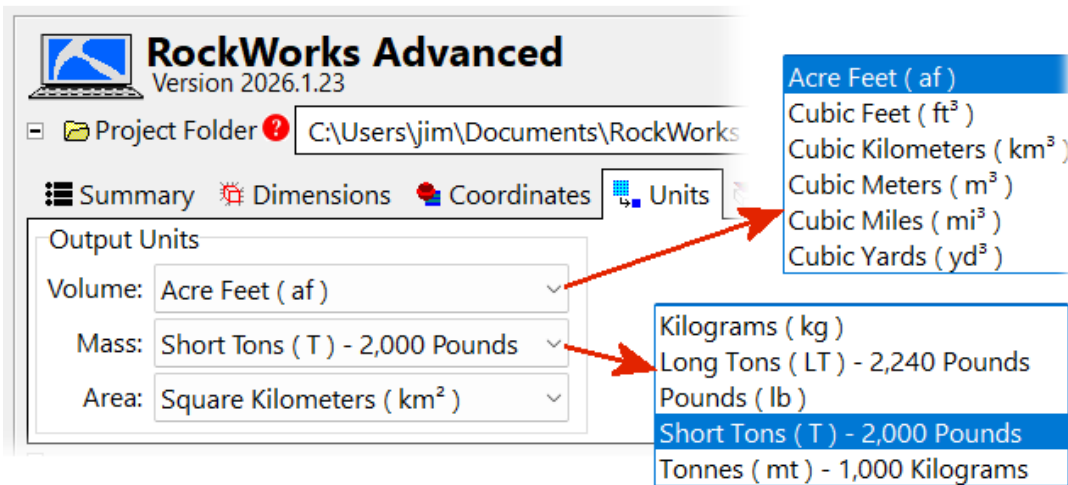 RockWorks Advanced
Version 2026.1.23
Project Folder ? C:\Users\jim\Documents\RockWorks
Summary Dimensions Coordinates Units
Output Units
Volume: Acre Feet ( af )
Mass: Short Tons ( T ) - 2,000 Pounds
Area: Square Kilometers ( km² )
Acre Feet ( af )
Cubic Feet ( ft³ )
Cubic Kilometers ( km³ )
Cubic Meters ( m³ )
Cubic Miles ( mi³ )
Cubic Yards ( yd³ )
Kilograms ( kg )
Long Tons ( LT ) - 2,240 Pounds
Pounds ( lb )
Short Tons ( T ) - 2,000 Pounds
Tonnes ( mt ) - 1,000 Kilograms